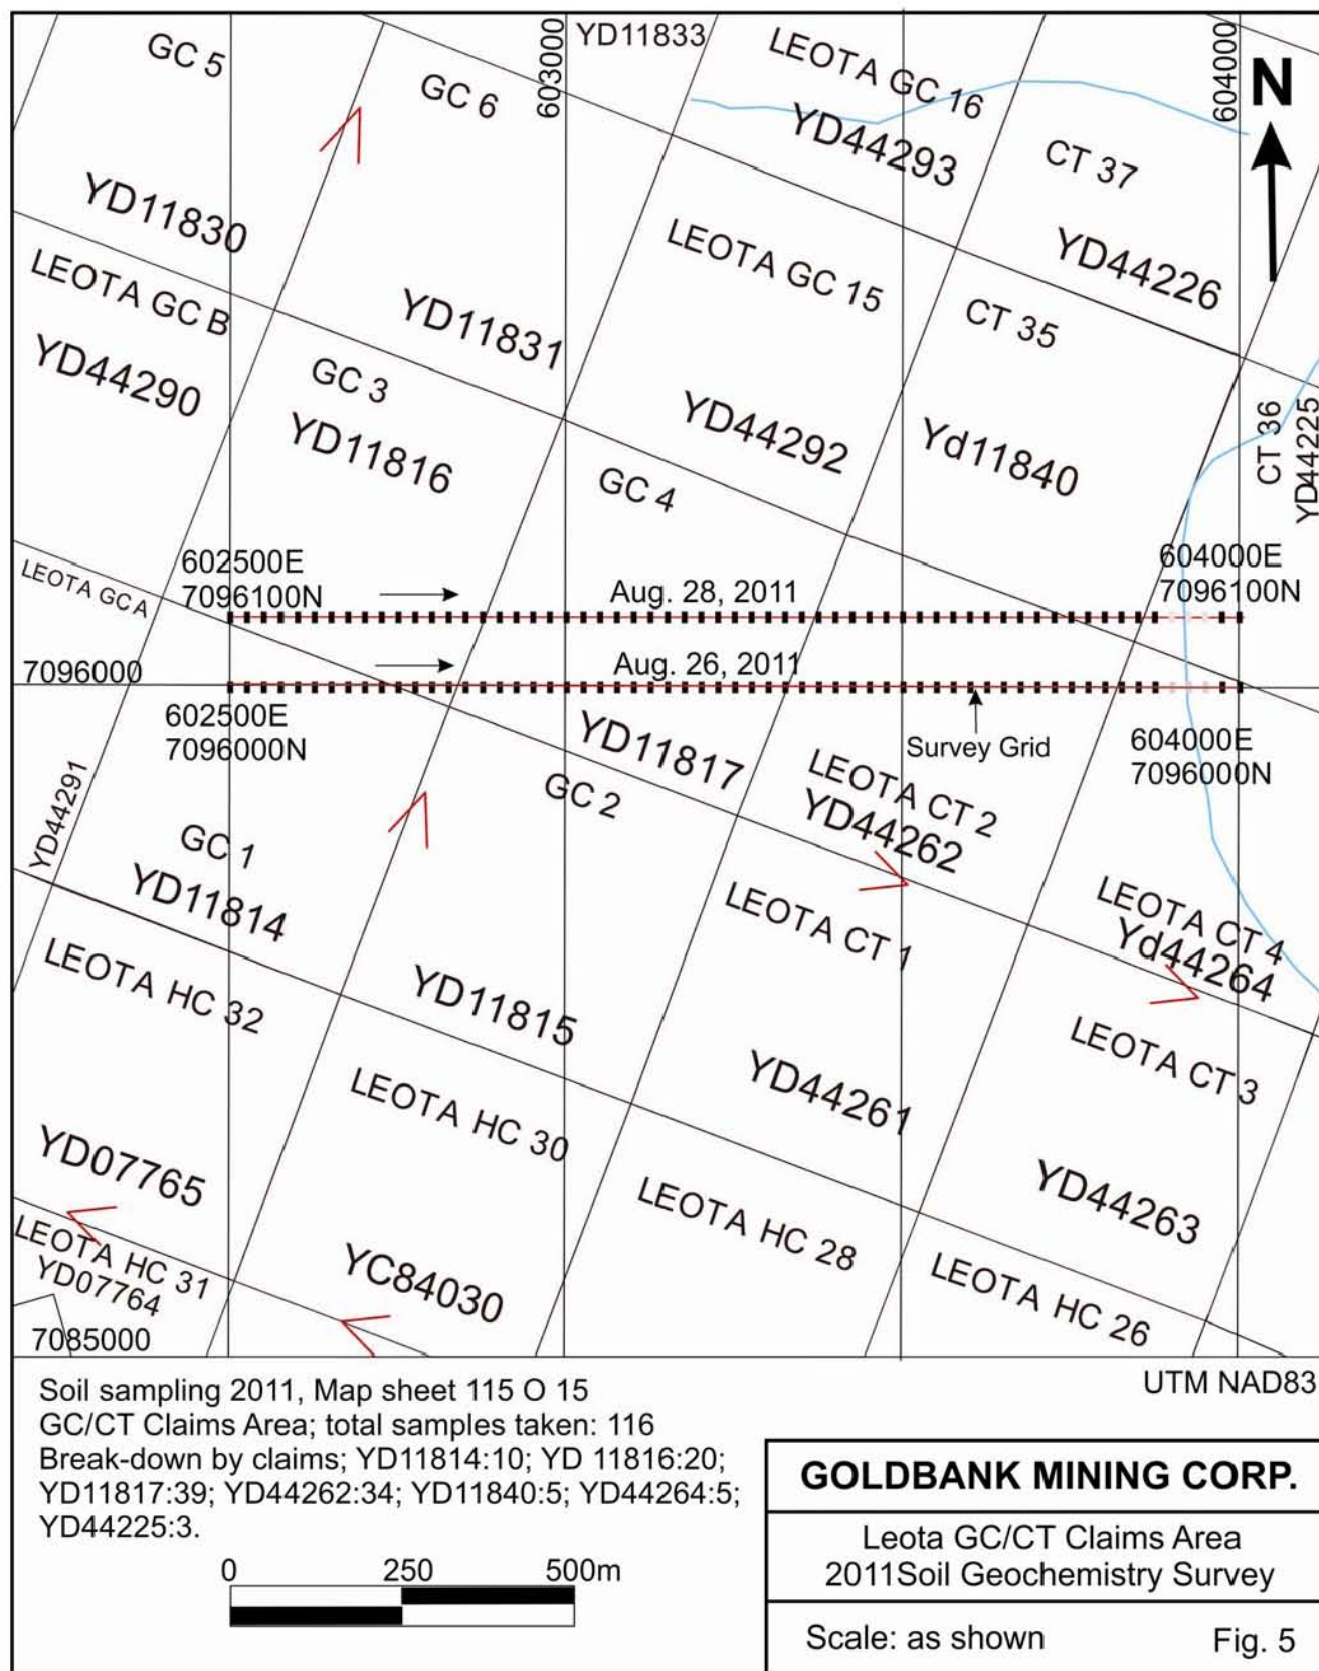 GC 5
GC 6
603000
YD11833
LEOTA GC 16
YD44293
604000
N
CT 37
YD44226
YD11830
LEOTA GC B
YD44290
YD11831
GC 3
YD11816
LEOTA GC 15
YD44292
CT 35
Yd11840
CT 36
YD44225
GC 4
LEOTA GC A
602500E
7096100N
Aug. 28, 2011
604000E
7096100N
7096000
Aug. 26, 2011
602500E
7096000N
Survey Grid
604000E
7096000N
YD44291
YD11817
GC 2
LEOTA CT 2
YD44262
GC 1
YD11814
LEOTA CT 1
LEOTA CT 4
Yd44264
LEOTA HC 32
YD11815
LEOTA CT 3
YD44261
LEOTA HC 30
YD07765
LEOTA HC 28
YD44263
LEOTA HC 31
YD07764
YC84030
LEOTA HC 26
7085000
UTM NAD83
Soil sampling 2011, Map sheet 115 O 15
GC/CT Claims Area; total samples taken: 116
Break-down by claims; YD11814:10; YD 11816:20;
YD11817:39; YD44262:34; YD11840:5; YD44264:5;
YD44225:3.
0 250 500m
GOLDBANK MINING CORP.
Leota GC/CT Claims Area
2011Soil Geochemistry Survey
Scale: as shown Fig. 5